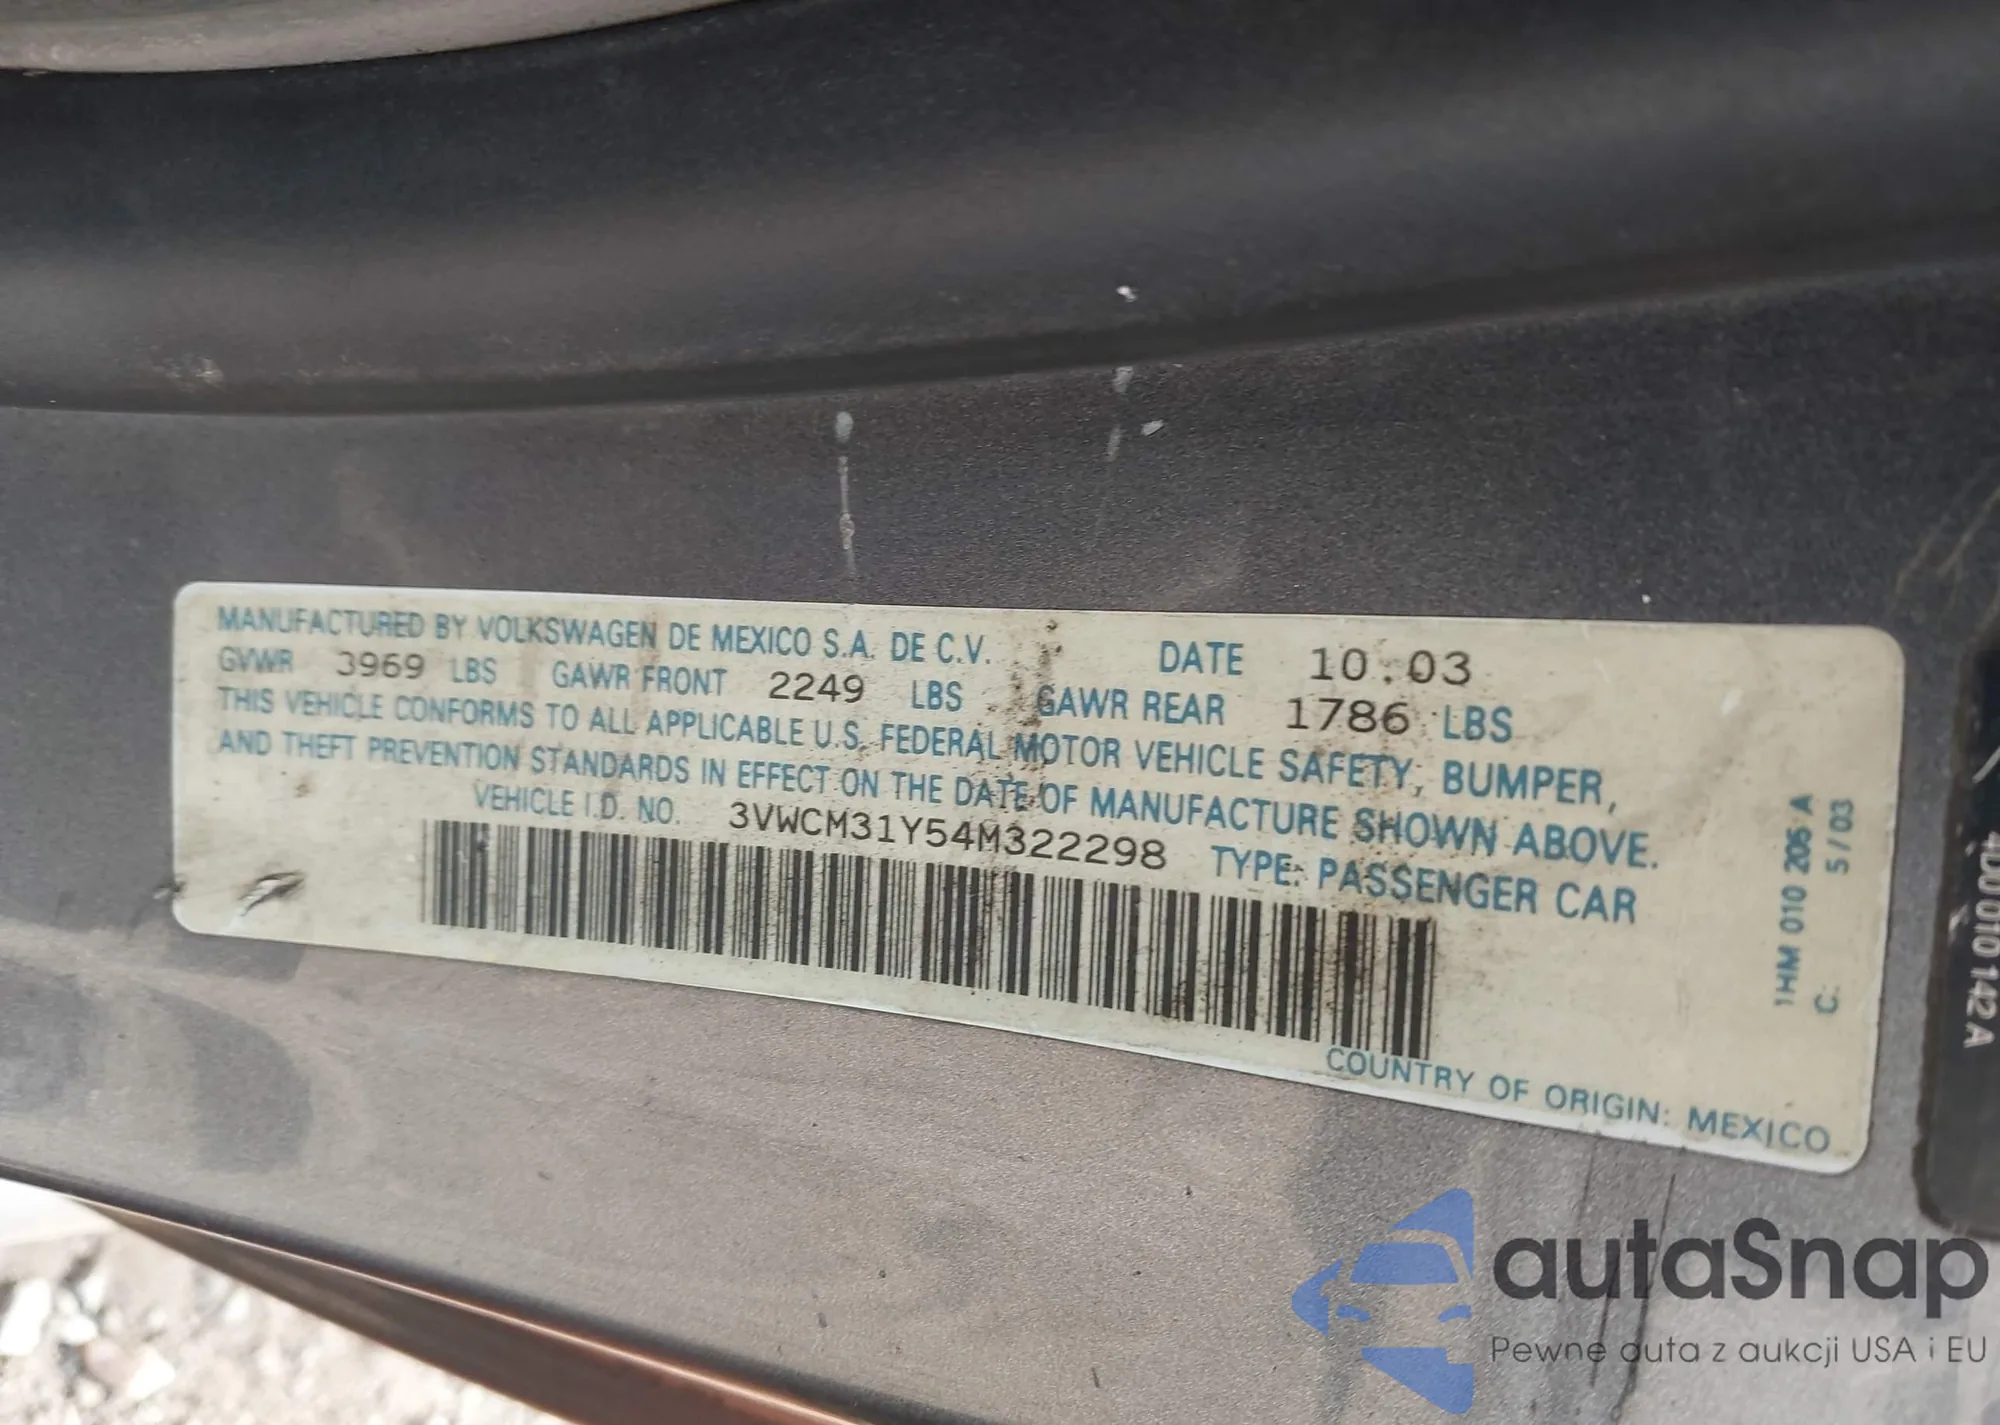 MANUFACTURED BY VOLKSWAGEN DE MEXICO S.A. DE C.V. DATE 10.03
GVWR 3969 LBS GAWR FRONT 2249 LBS GAWR REAR 1786 LBS
THIS VEHICLE CONFORMS TO ALL APPLICABLE U.S. FEDERAL MOTOR VEHICLE SAFETY, BUMPER,
AND THEFT PREVENTION STANDARDS IN EFFECT ON THE DATE OF MANUFACTURE SHOWN ABOVE.
VEHICLE I.D. NO. 3VWCM31Y54M322298 TYPE: PASSENGER CAR
COUNTRY OF ORIGIN: MEXICO
1HM 010 205 A
C. 5/03
4D0 010 142 A
autaSnap
Pewne auta z aukcji USA i EU